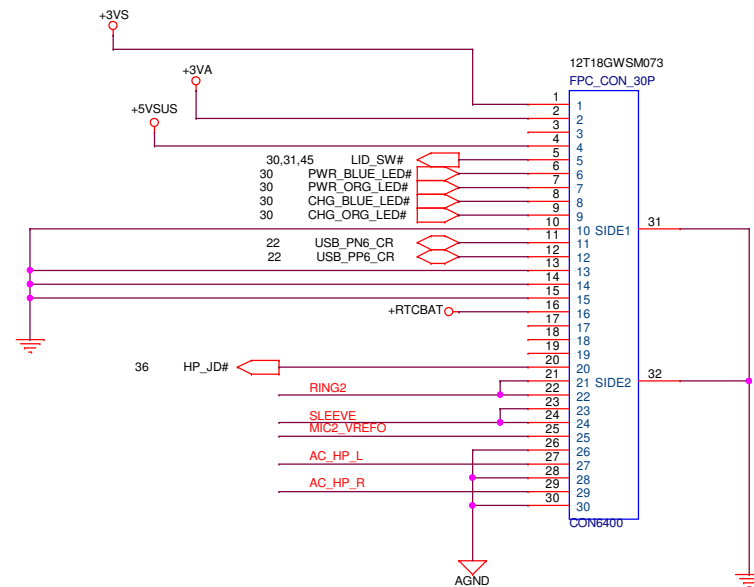 +3VS
12T18GWSM073
+3VA
FPC_CON_30P
+5VSUS
1 1
2 2
3 3
4 4
30,31,45 LID_SW# 5 5
30 PWR_BLUE_LED# 6 6
30 PWR_ORG_LED# 7 7
30 CHG_BLUE_LED# 8 8
30 CHG_ORG_LED# 9 9
10 10 SIDE1 31
22 USB_PN6_CR 11 11
22 USB_PP6_CR 12 12
13 13
14 14
15 15
+RTCBAT 16 16
17 17
18 18
19 19
36 HP_JD# 20 20
21 21 SIDE2 32
RING2 22 22
23 23
SLEEVE 24 24
MIC2_VREFO 25 25
26 26
AC_HP_L 27 27
28 28
AC_HP_R 29 29
30 30
CON6400
AGND